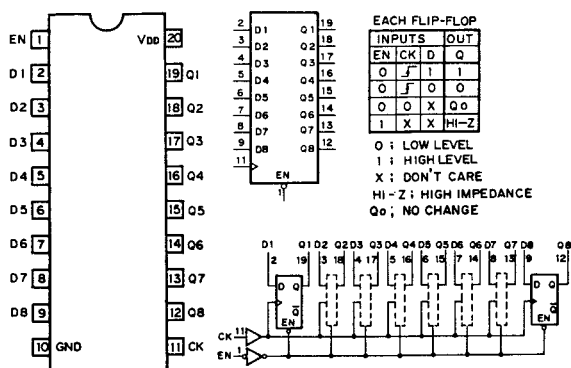 EN 1 VDD 20
D1 2 19 Q1
D2 3 18 Q2
D3 4 17 Q3
D4 5 16 Q4
D5 6 15 Q5
D6 7 14 Q6
D7 8 13 Q7
D8 9 12 Q8
10 GND 11 CK
2 D1 Q1 19
3 D2 Q2 18
4 D3 Q3 17
5 D4 Q4 16
6 D5 Q5 15
7 D6 Q6 14
8 D7 Q7 13
9 D8 Q8 12
11
EN
1
EACH FLIP-FLOP
INPUTS OUT
EN CK D Q
0 1 1
0 0 0
0 0 X Qo
1 X X HI-Z
0 ; LOW LEVEL
1 ; HIGH LEVEL
X ; DON'T CARE
HI-Z ; HIGH IMPEDANCE
Qo ; NO CHANGE
D1 Q1 D2 Q2 D3 Q3 D4 Q4 D5 Q5 D6 Q6 D7 Q7 D8 Q8
2 19 3 18 4 17 5 16 6 15 7 14 8 13 9 12
D Q D Q
Q Q
EN EN
CK 11
EN 1